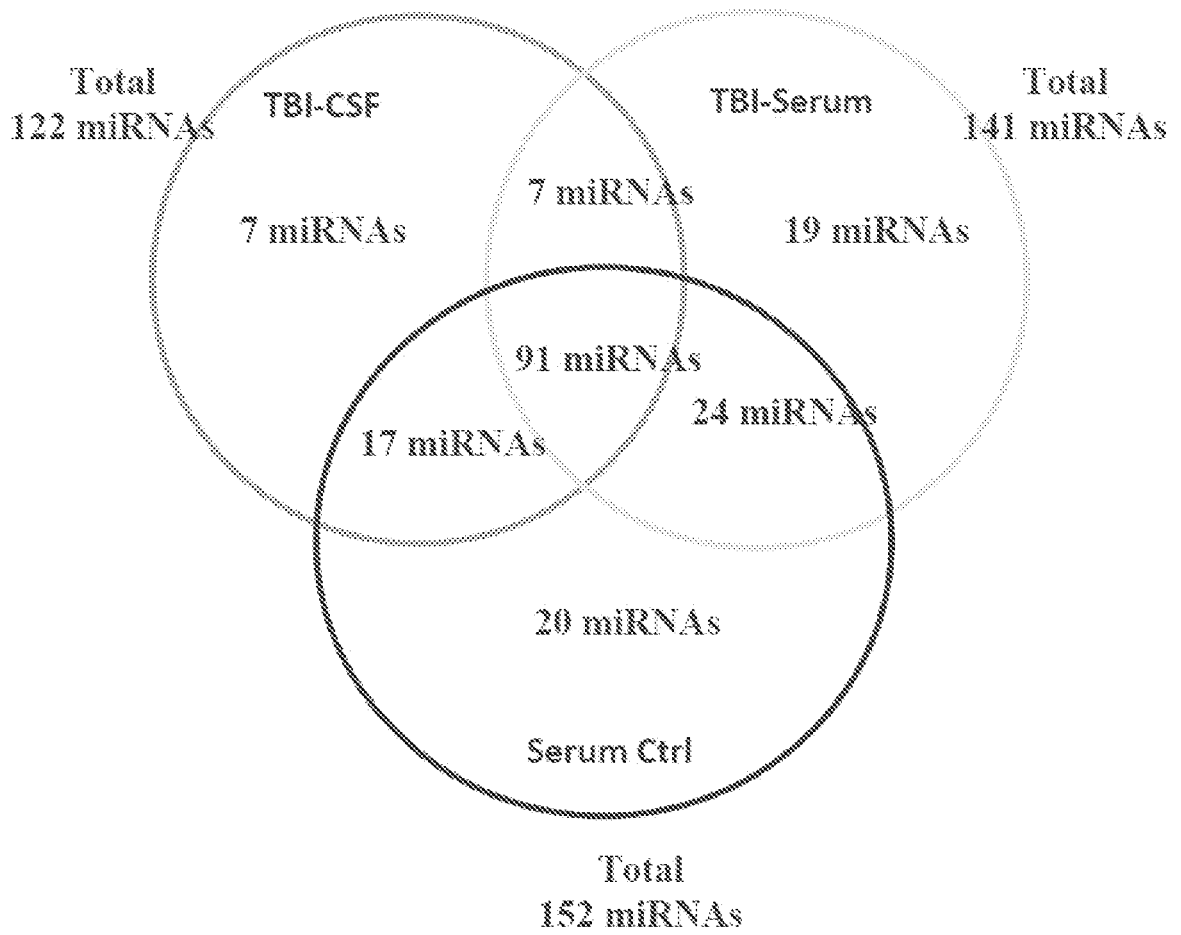 Total
122 miRNAs
TBI-CSF
TBI-Serum
Total
141 miRNAs
7 miRNAs
7 miRNAs
19 miRNAs
91 miRNAs
24 miRNAs
17 miRNAs
20 miRNAs
Serum Ctrl
Total
152 miRNAs